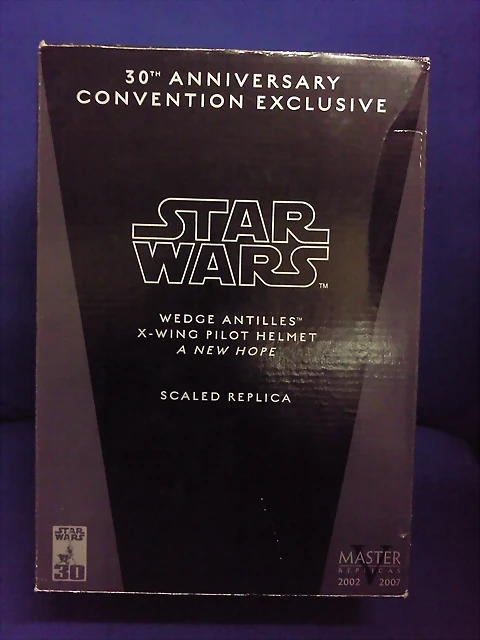 30TH ANNIVERSARY
CONVENTION EXCLUSIVE
STAR
WARS™
WEDGE ANTILLES™
X-WING PILOT HELMET
A NEW HOPE
SCALED REPLICA
STAR
WARS
30
MASTER
REPLICAS
V
2002 2007